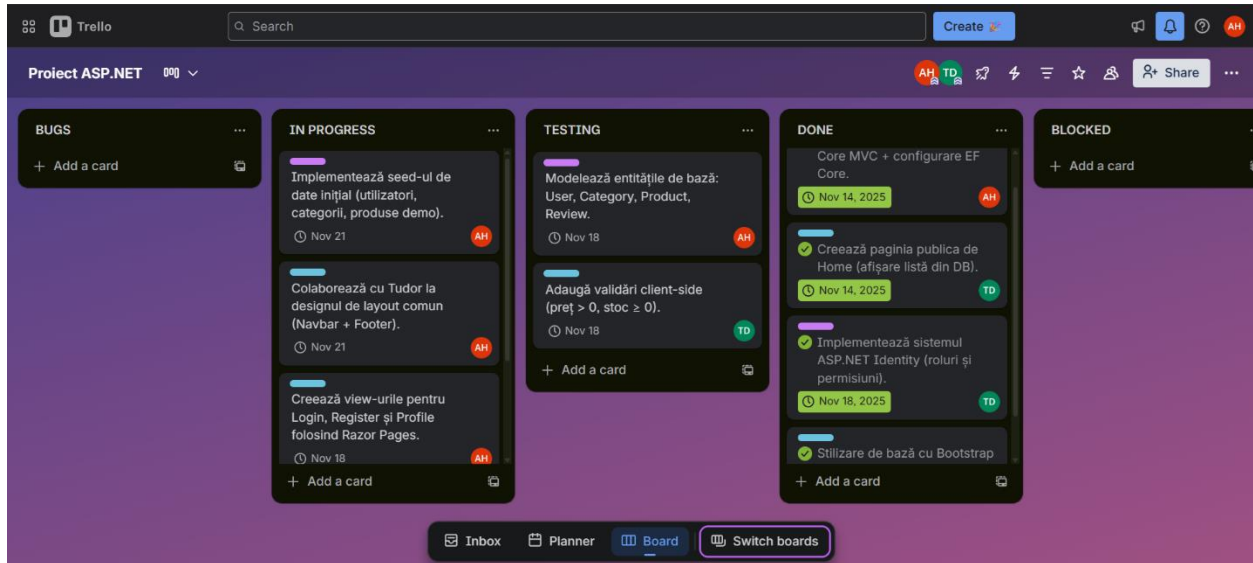 Trello
Search
Create
AH
Proiect ASP.NET
AH TD
Share
BUGS
Add a card
IN PROGRESS
Implementează seed-ul de
date inițial (utilizatori,
categorii, produse demo).
Nov 21
AH
Colaborează cu Tudor la
designul de layout comun
(Navbar + Footer).
Nov 21
AH
Creează view-urile pentru
Login, Register și Profile
folosind Razor Pages.
Nov 18
AH
Add a card
TESTING
Modelează entitățile de bază:
User, Category, Product,
Review.
Nov 18
AH
Adaugă validări client-side
(preț > 0, stoc ≥ 0).
Nov 18
TD
Add a card
DONE
Core MVC + configurare EF
Core.
Nov 14, 2025
AH
Creează paginia publica de
Home (afișare listă din DB).
Nov 14, 2025
TD
Implementează sistemul
ASP.NET Identity (roluri și
permisiuni).
Nov 18, 2025
TD
Stilizare de bază cu Bootstrap
Add a card
BLOCKED
Add a card
Inbox
Planner
Board
Switch boards